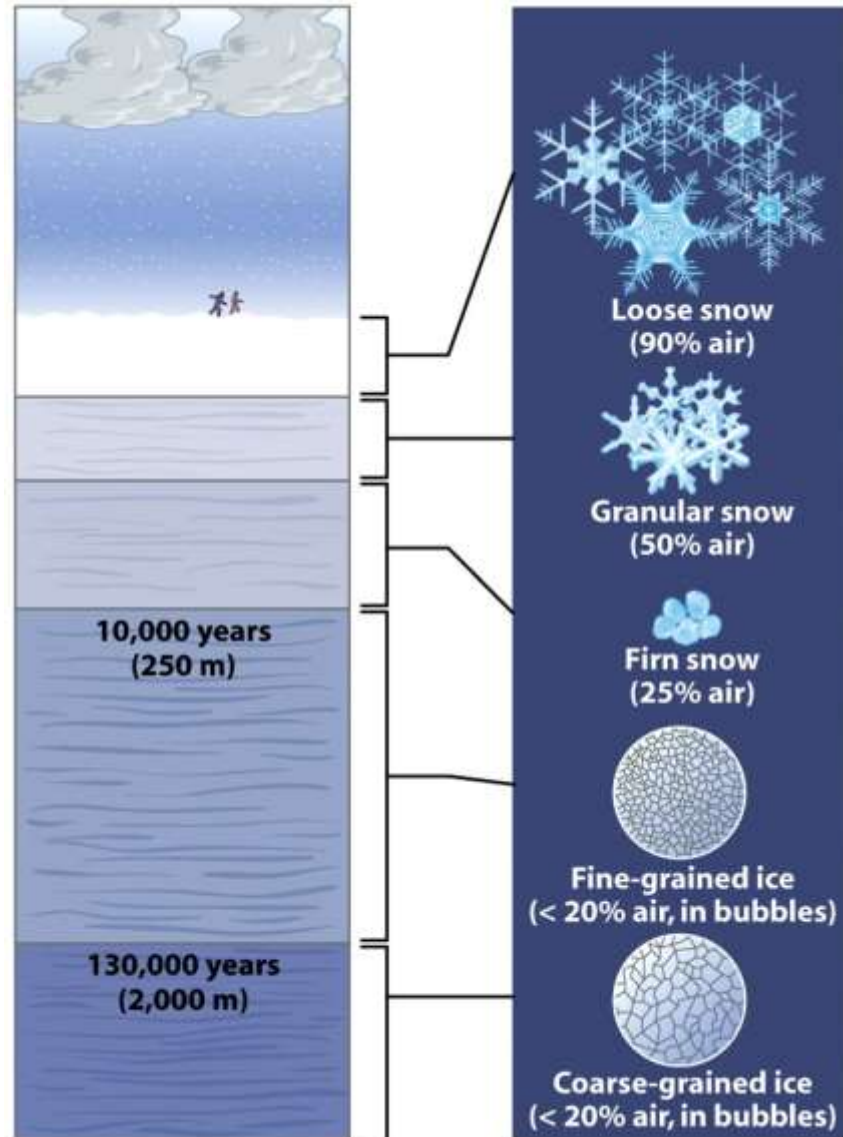 Loose snow
(90% air)
Granular snow
(50% air)
Firn snow
(25% air)
10,000 years
(250 m)
Fine-grained ice
(< 20% air, in bubbles)
130,000 years
(2,000 m)
Coarse-grained ice
(< 20% air, in bubbles)